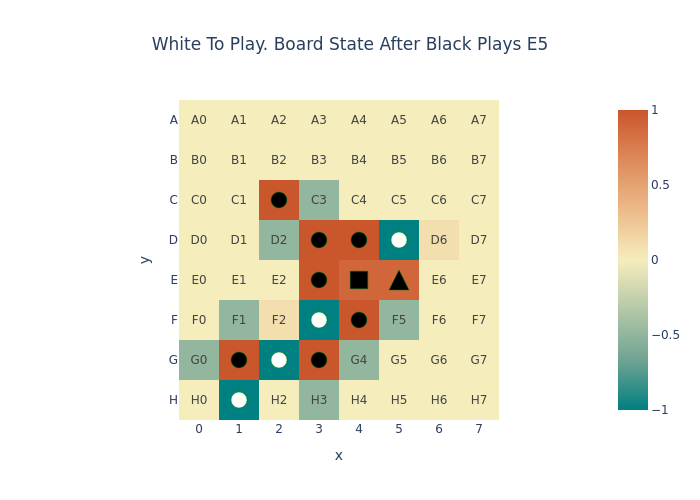 White To Play. Board State After Black Plays E5
A A0 A1 A2 A3 A4 A5 A6 A7
B B0 B1 B2 B3 B4 B5 B6 B7
C C0 C1 C3 C4 C5 C6 C7
D D0 D1 D2 D6 D7
E E0 E1 E2 E6 E7
F F0 F1 F2 F5 F6 F7
G G0 G4 G5 G6 G7
H H0 H2 H3 H4 H5 H6 H7
0 1 2 3 4 5 6 7
x
y
1
0.5
0
−0.5
−1